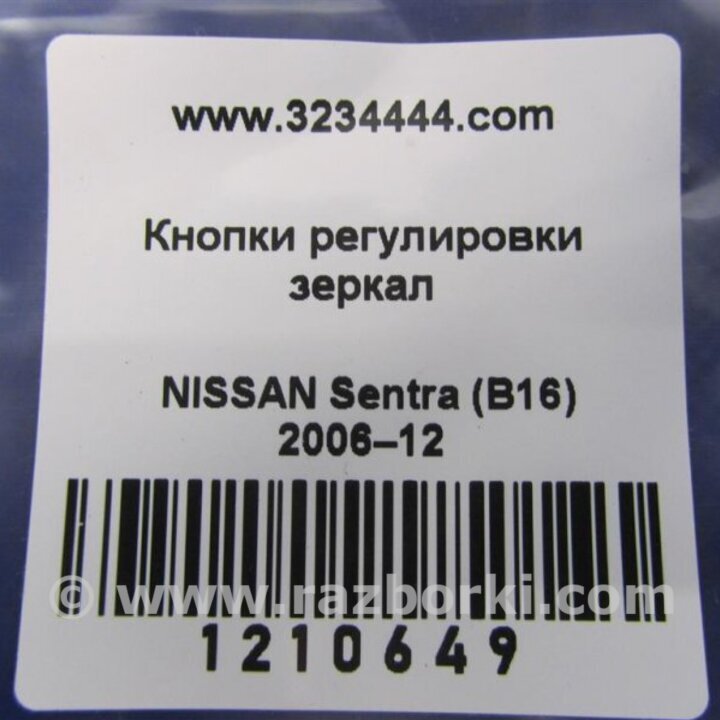 www.3234444.com
Кнопки регулировки
зеркал
NISSAN Sentra (B16)
2006–12
© www.razborki.com
1210649